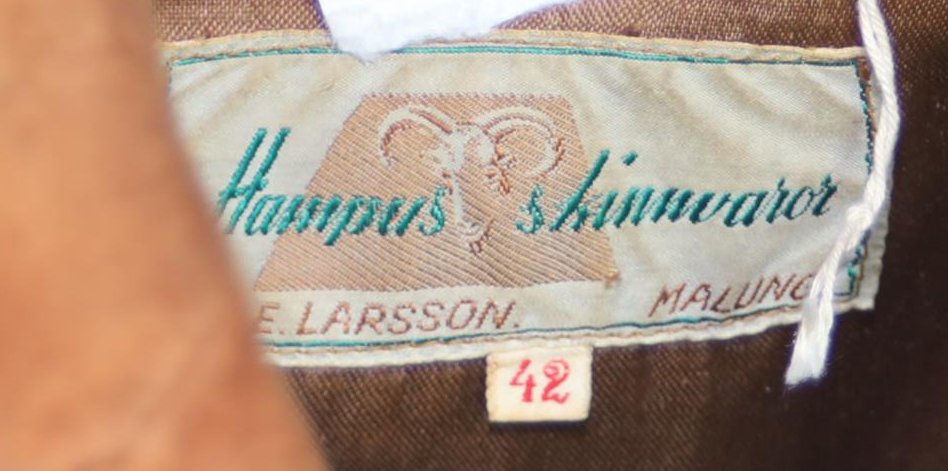 Hampus skinnvaror
E. LARSSON. MALUNG
42